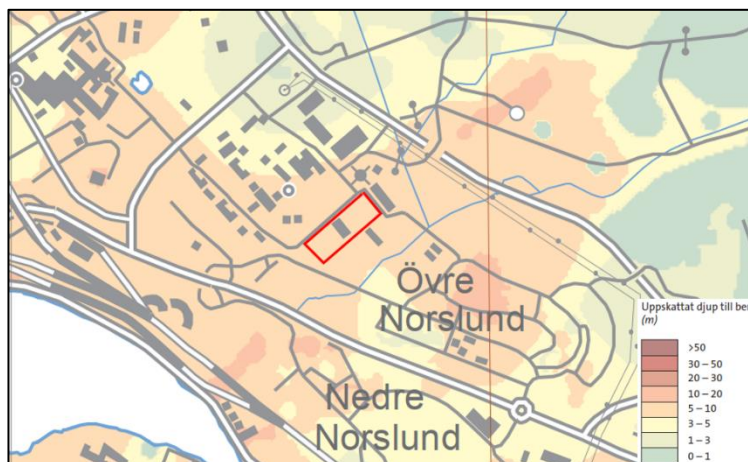 Övre
Norslund
Nedre
Norslund
Uppskattat djup till ber
(m)
>50
30 – 50
20 – 30
10 – 20
5 – 10
3 – 5
1 – 3
0 – 1